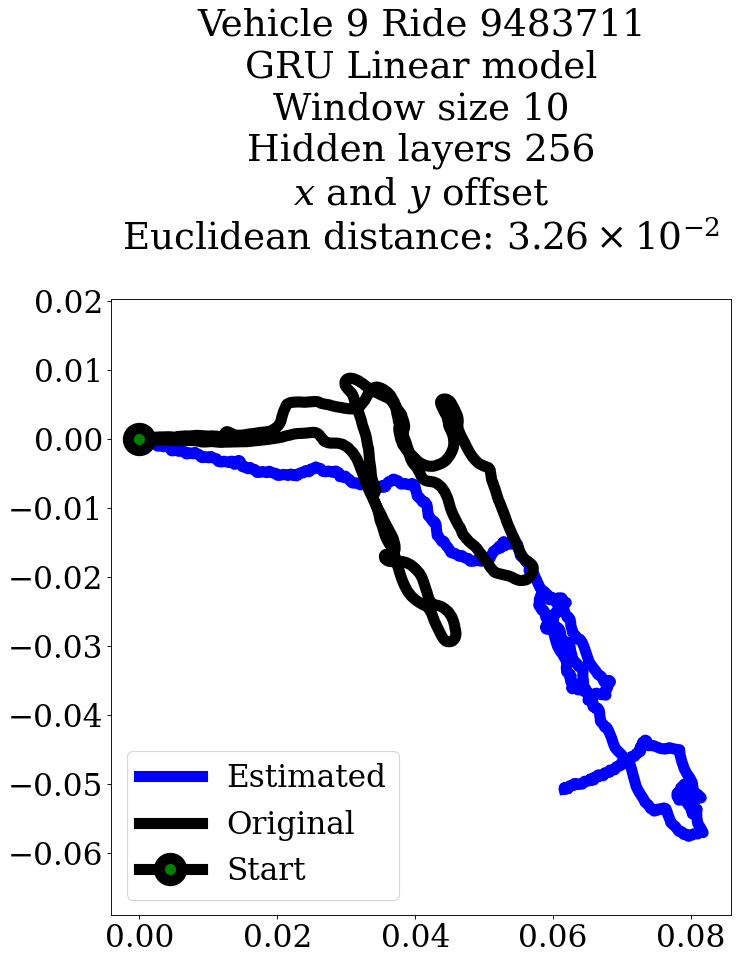 Vehicle 9 Ride 9483711
GRU Linear model
Window size 10
Hidden layers 256
x and y offset
Euclidean distance: 3.26 × 10⁻²
0.02
0.01
0.00
−0.01
−0.02
−0.03
−0.04
−0.05
−0.06
Estimated
Original
Start
0.00 0.02 0.04 0.06 0.08